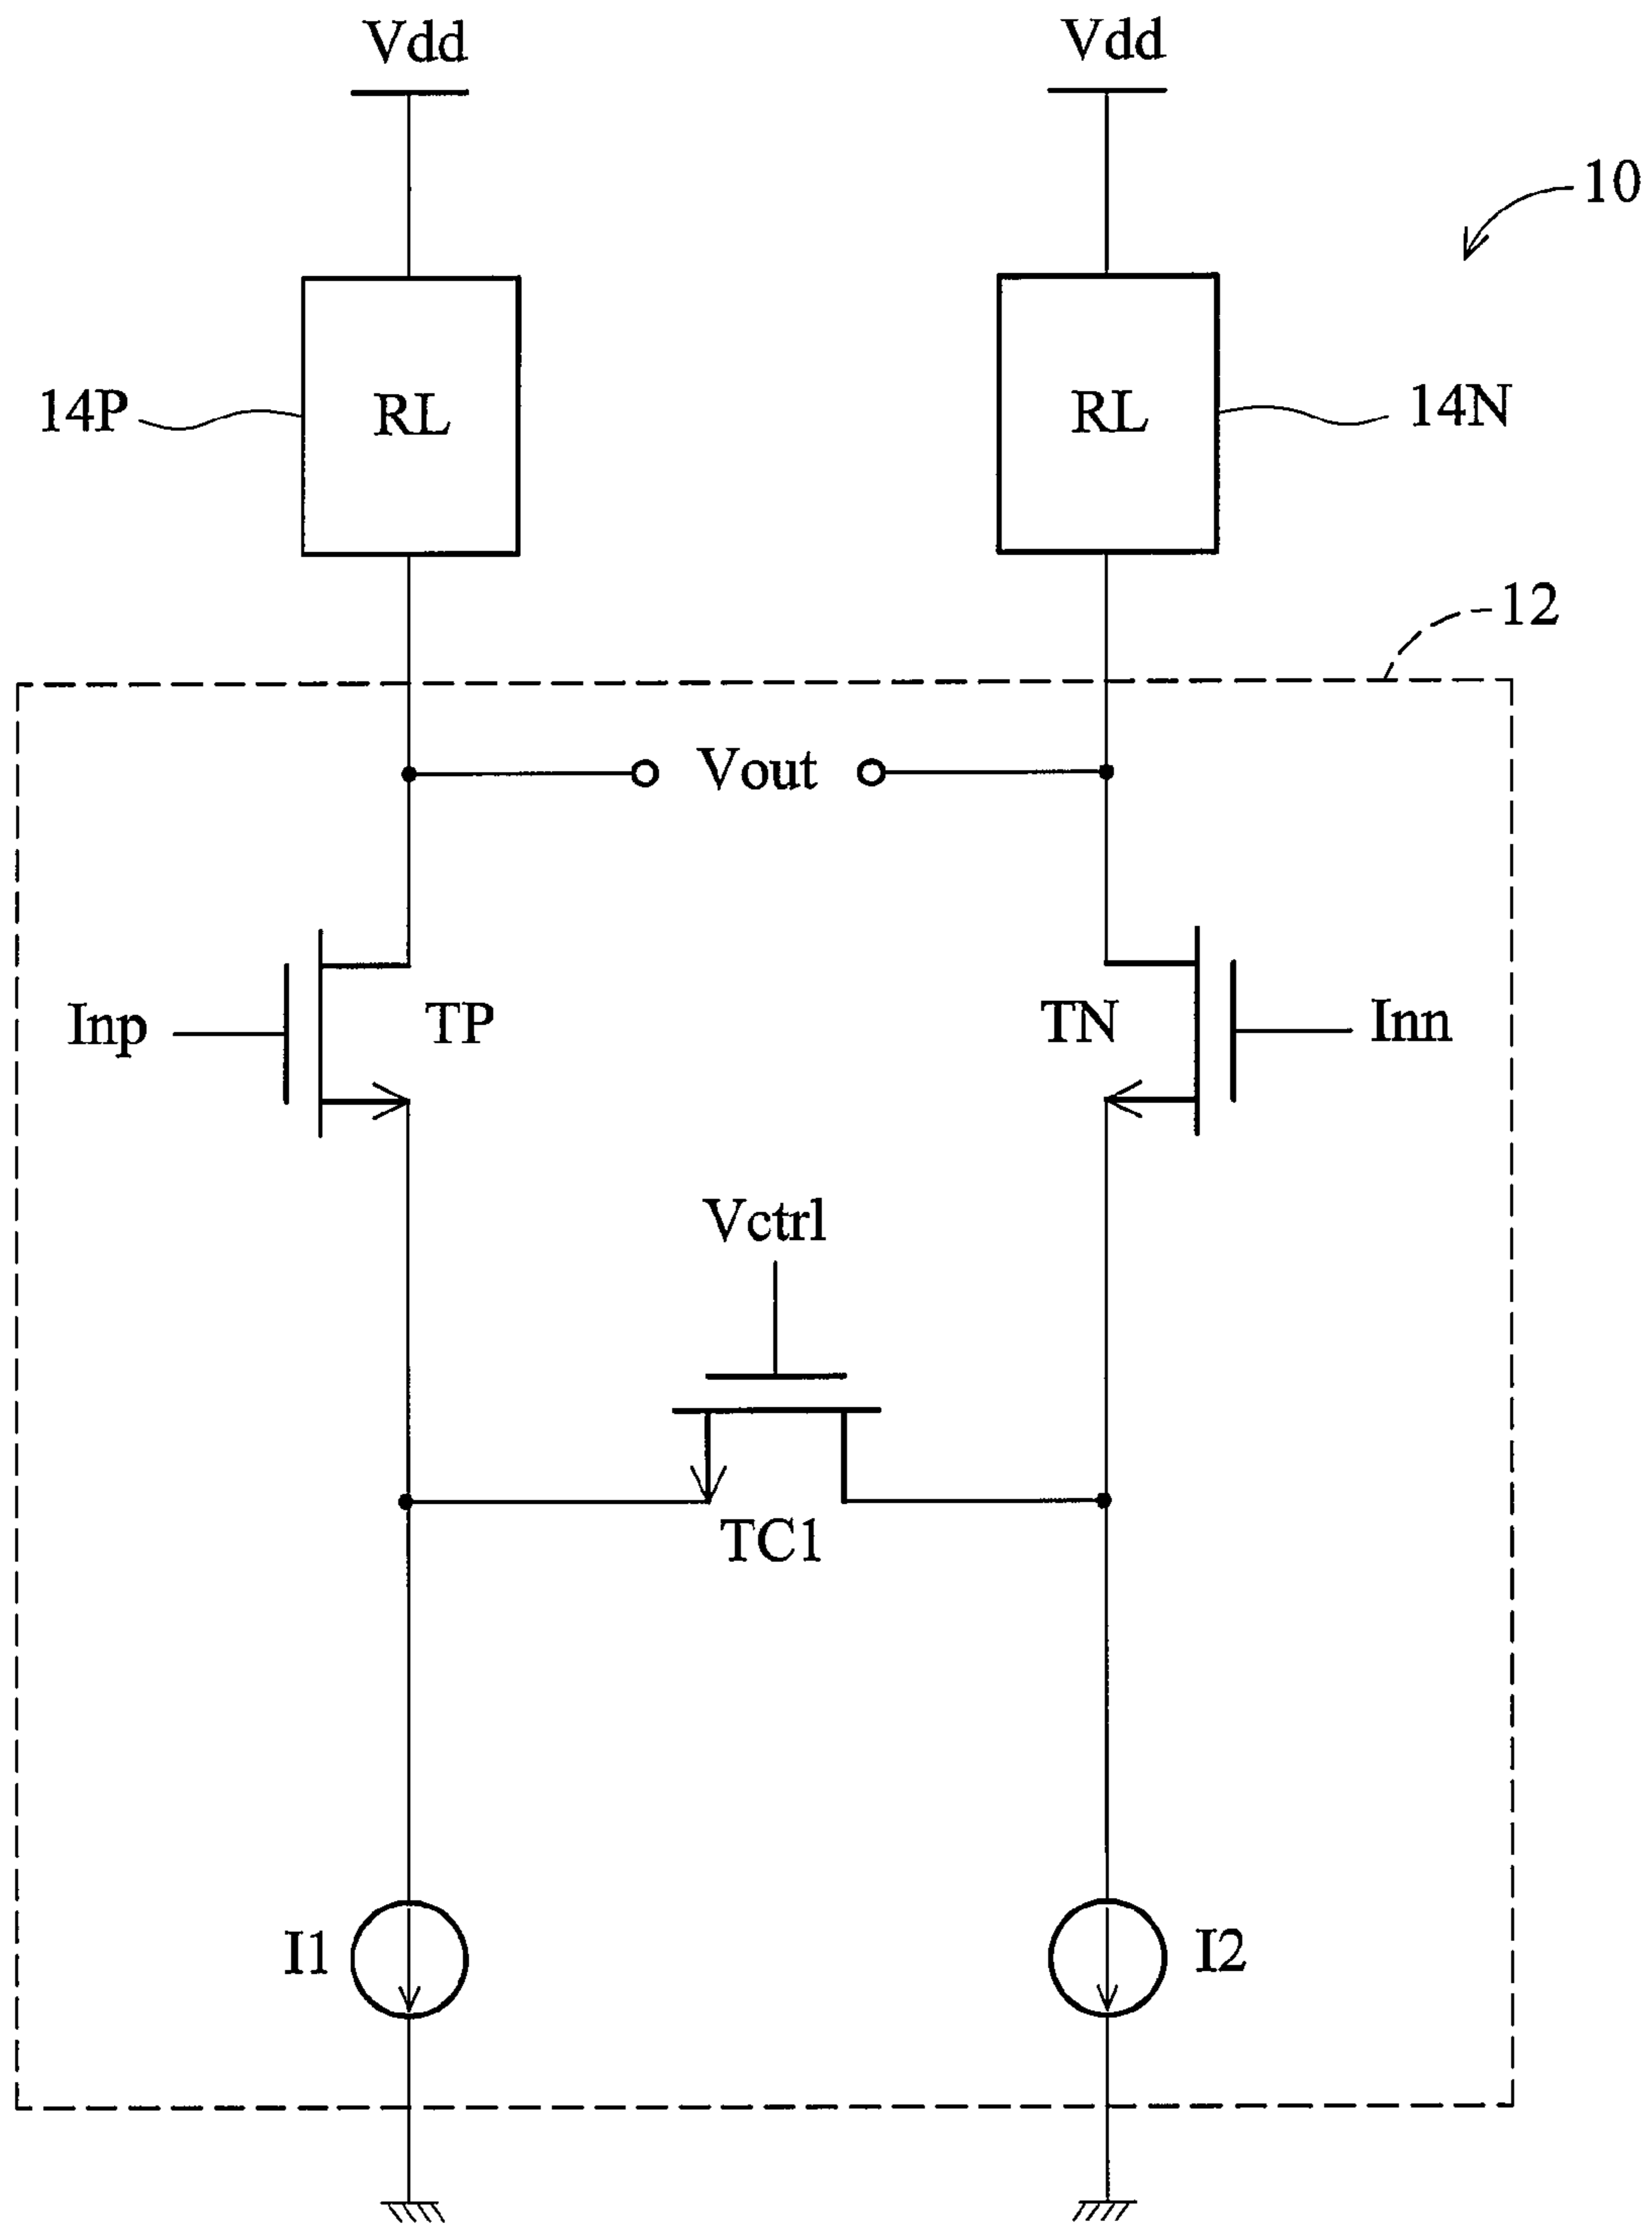 Vdd
Vdd
10
14P
RL
RL
14N
12
Vout
Inp
TP
TN
Inn
Vctrl
TC1
I1
I2